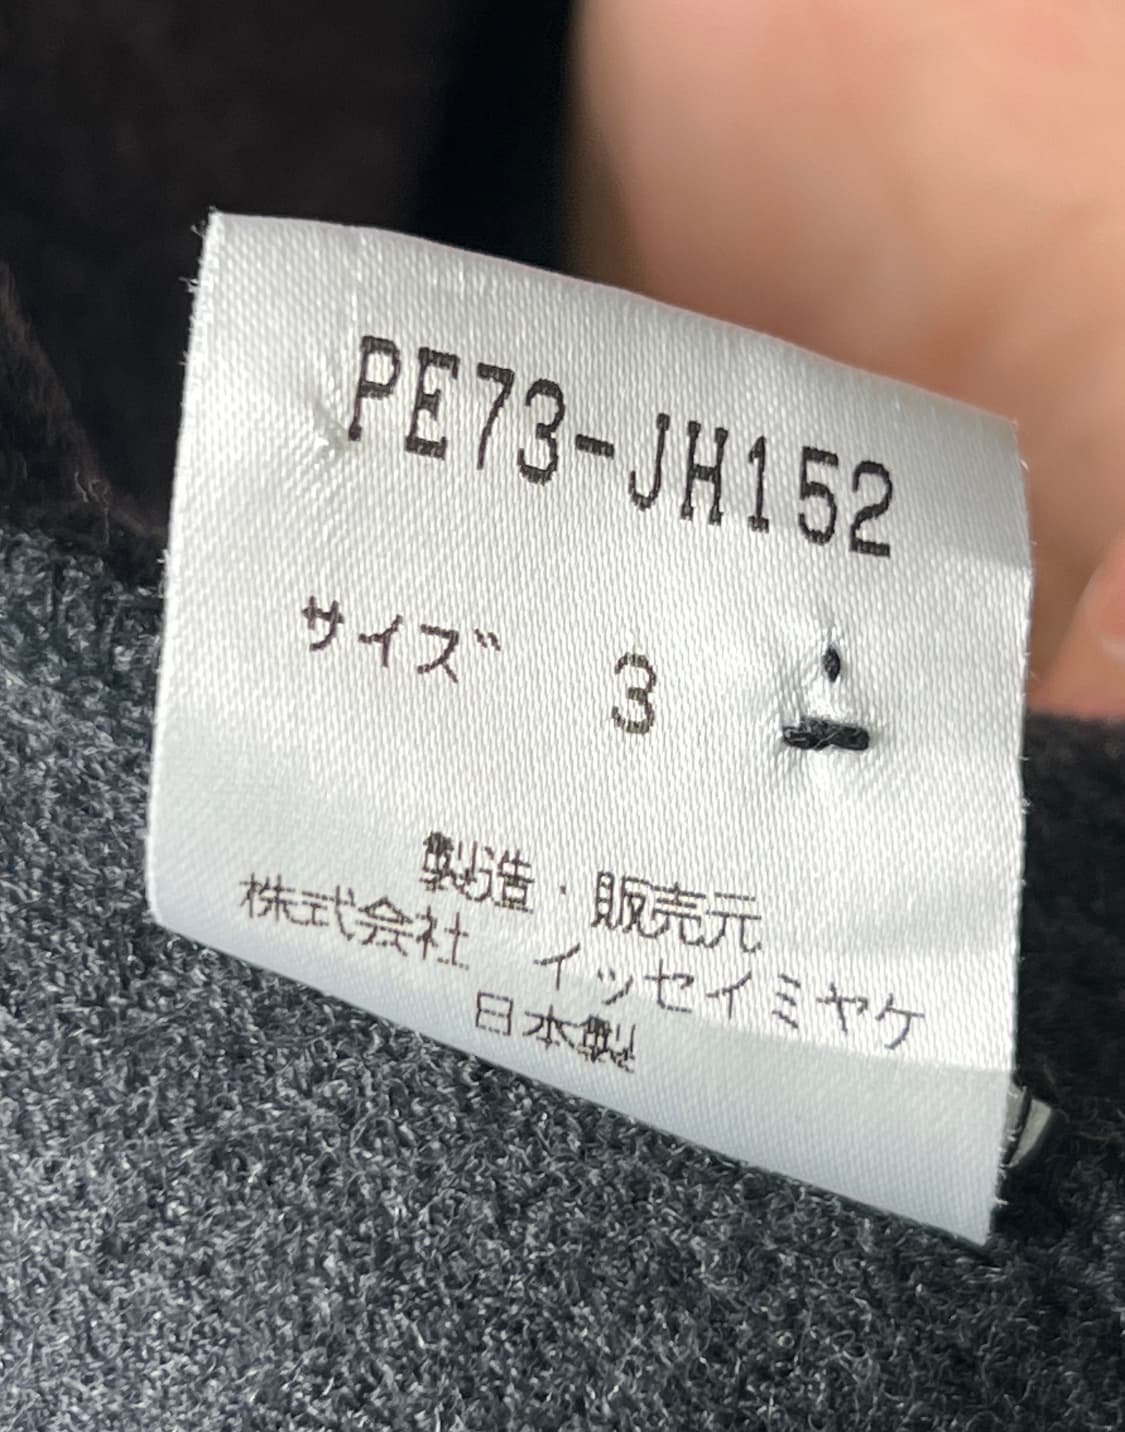 PE73-JH152
サイズ 3
製造・販売元
株式会社 イッセイミヤケ
日本製